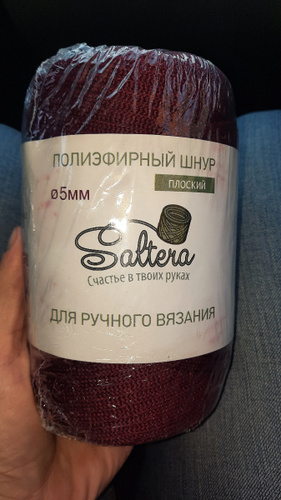 ПОЛИЭФИРНЫЙ ШНУР
ПЛОСКИЙ
ø5мм
Saltera
Счастье в твоих руках
ДЛЯ РУЧНОГО ВЯЗАНИЯ